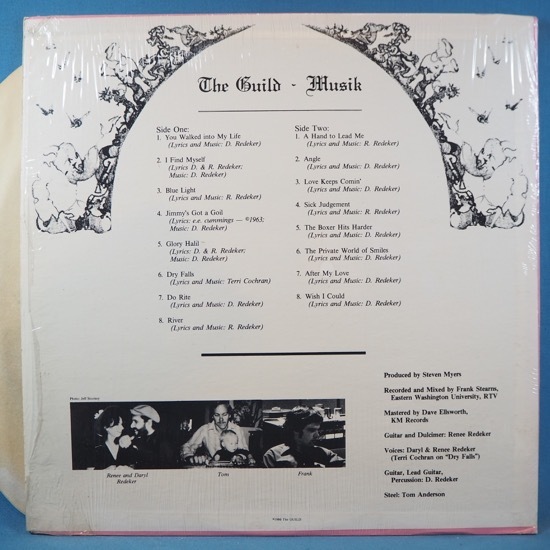 The Guild - Musik
Side One:
1. You Walked into My Life
(Lyrics and Music: D. Redeker)
2. I Find Myself
(Lyrics D. & R. Redeker;
Music: D. Redeker)
3. Blue Light
(Lyrics and Music: R. Redeker)
4. Jimmy's Got a Goil
(Lyric: e.e. cummings — ©1963:
Music: D. Redeker)
5. Glory Halil
(Lyrics: D. & R. Redeker;
Music: D. Redeker)
6. Dry Falls
(Lyrics and Music: Terri Cochran)
7. Do Rite
(Lyrics and Music: D. Redeker)
8. River
(Lyrics and Music: R. Redeker)
Side Two:
1. A Hand to Lead Me
(Lyrics and Music: R. Redeker)
2. Angle
(Lyrics and Music: D. Redeker)
3. Love Keeps Comin'
(Lyrics and Music: D. Redeker)
4. Sick Judgement
(Lyrics and Music: R. Redeker)
5. The Boxer Hits Harder
(Lyrics and Music: D. Redeker)
6. The Private World of Smiles
(Lyrics and Music: D. Redeker)
7. After My Love
(Lyrics and Music: D. Redeker)
8. Wish I Could
(Lyrics and Music: D. Redeker)
Produced by Steven Myers
Recorded and Mixed by Frank Stearns,
Eastern Washington University, RTV
Mastered by Dave Ellsworth,
KM Records
Guitar and Dulcimer: Renee Redeker
Voices: Daryl & Renee Redeker
(Terri Cochran on "Dry Falls")
Guitar, Lead Guitar,
Percussion: D. Redeker
Steel: Tom Anderson
Renee and Daryl
Redeker
Tom
Frank